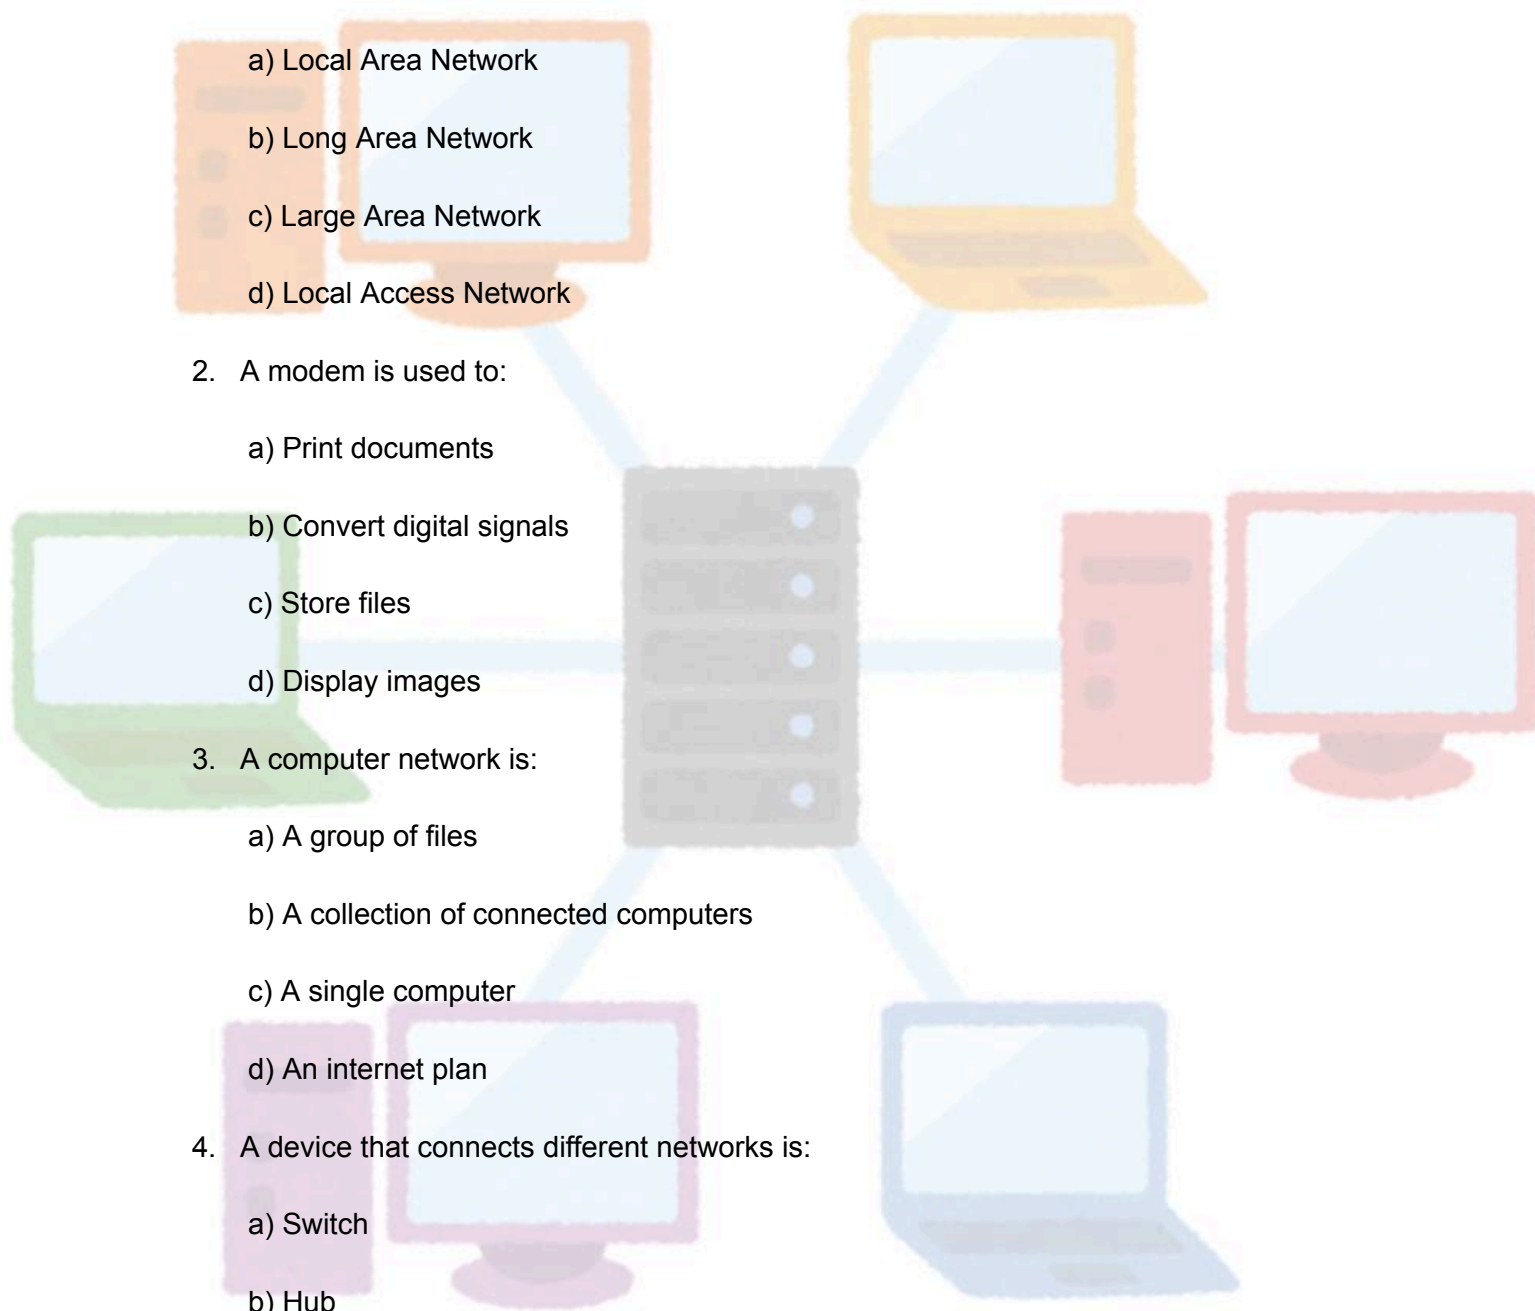 a) Local Area Network
b) Long Area Network
c) Large Area Network
d) Local Access Network
2. A modem is used to:
a) Print documents
b) Convert digital signals
c) Store files
d) Display images
3. A computer network is:
a) A group of files
b) A collection of connected computers
c) A single computer
d) An internet plan
4. A device that connects different networks is:
a) Switch
b) Hub